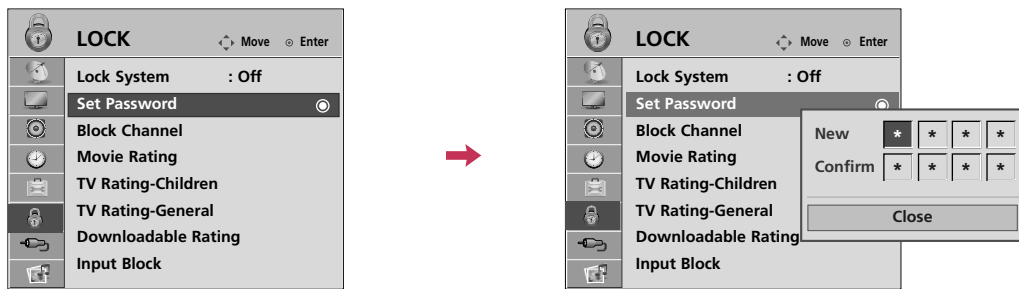 LOCK Move Enter
Lock System : Off
Set Password
Block Channel
Movie Rating
TV Rating-Children
TV Rating-General
Downloadable Rating
Input Block
LOCK Move Enter
Lock System : Off
Set Password
Block Channel
Movie Rating
TV Rating-Children
TV Rating-General
Downloadable Rating
Input Block
New * * * *
Confirm * * * *
Close